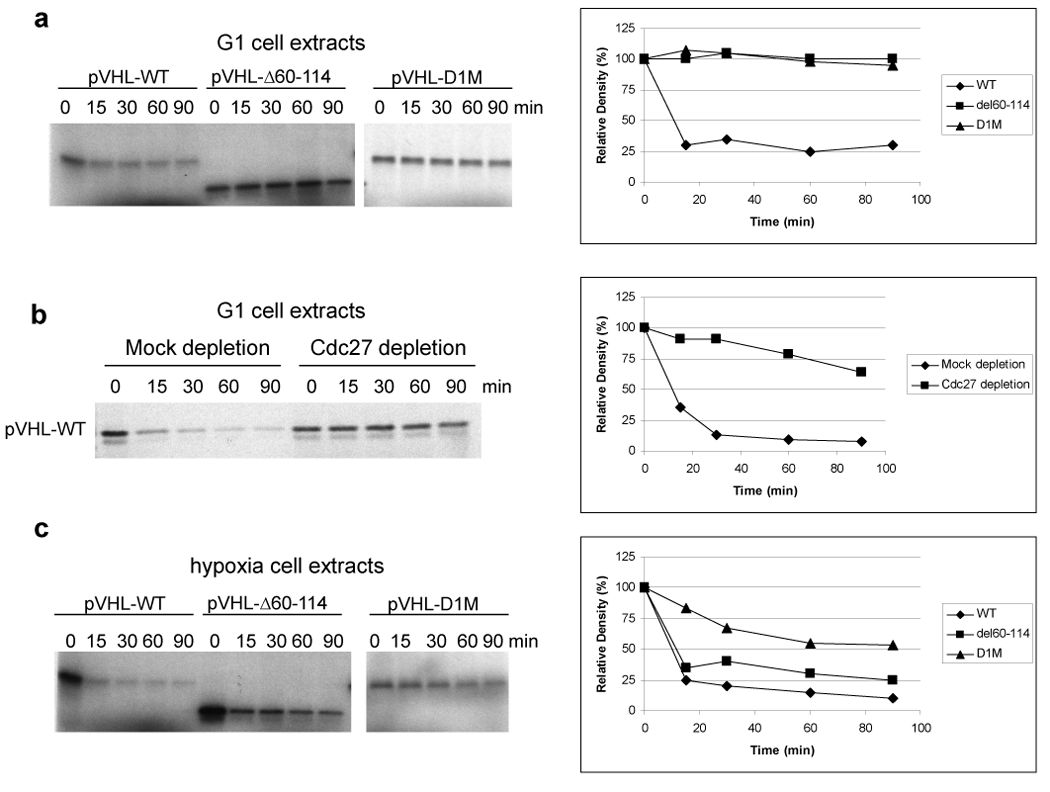 a
G1 cell extracts
pVHL-WT pVHL-Δ60-114 pVHL-D1M
0 15 30 60 90 0 15 30 60 90 0 15 30 60 90 min
125
100
75
50
25
0
Relative Density (%)
0 20 40 60 80 100
Time (min)
WT
del60-114
D1M
b
G1 cell extracts
Mock depletion Cdc27 depletion
0 15 30 60 90 0 15 30 60 90 min
pVHL-WT
125
100
75
50
25
0
Relative Density (%)
0 20 40 60 80 100
Time (min)
Mock depletion
Cdc27 depletion
c
hypoxia cell extracts
pVHL-WT pVHL-Δ60-114 pVHL-D1M
0 15 30 60 90 0 15 30 60 90 0 15 30 60 90 min
125
100
75
50
25
0
Relative Density (%)
0 20 40 60 80 100
Time (min)
WT
del60-114
D1M